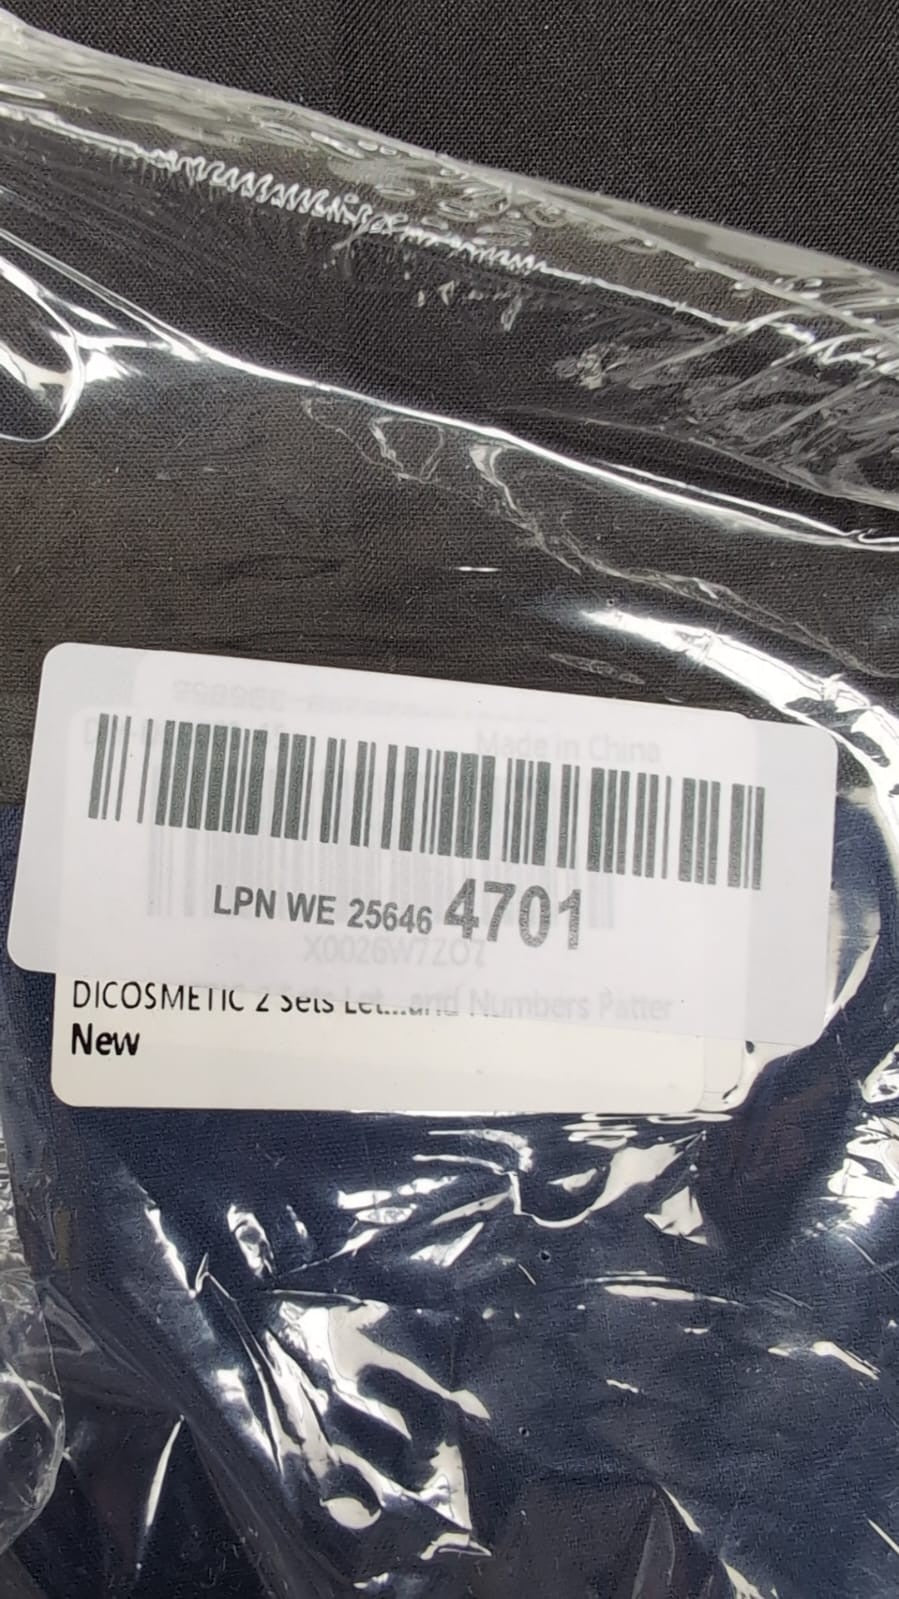 Made in China
LPN WE 25646 4701
X0026W7ZO7
DICOSMETIC 2 Sets Let...and Numbers Patter
New